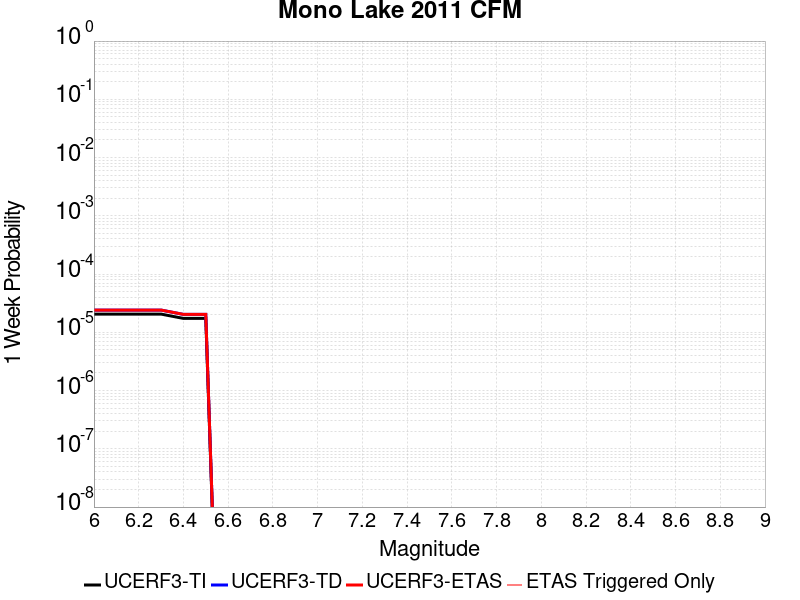 Mono Lake 2011 CFM
10^0
10^-1
10^-2
10^-3
10^-4
10^-5
10^-6
10^-7
10^-8
1 Week Probability
6 6.2 6.4 6.6 6.8 7 7.2 7.4 7.6 7.8 8 8.2 8.4 8.6 8.8 9
Magnitude
UCERF3-TI UCERF3-TD UCERF3-ETAS ETAS Triggered Only